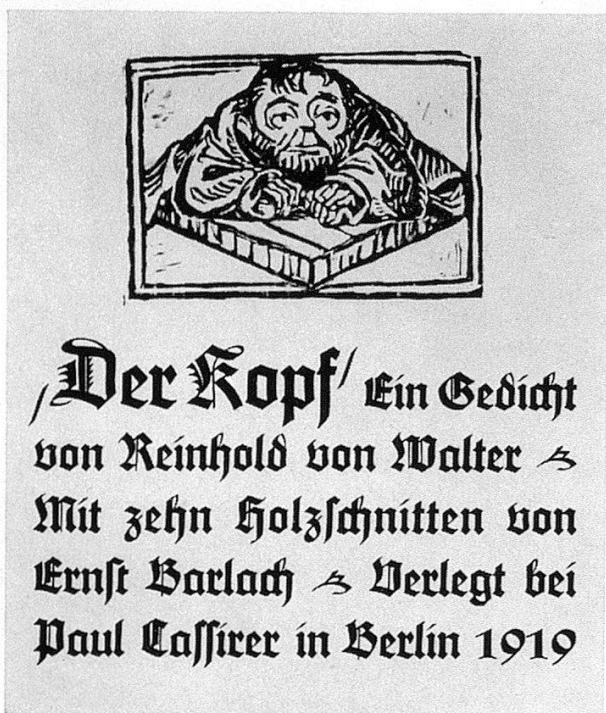 ‚Der Kopf‘ Ein Gedicht
von Reinhold von Walter
Mit zehn Holzſchnitten von
Ernſt Barlach Verlegt bei
Paul Caſſirer in Berlin 1919